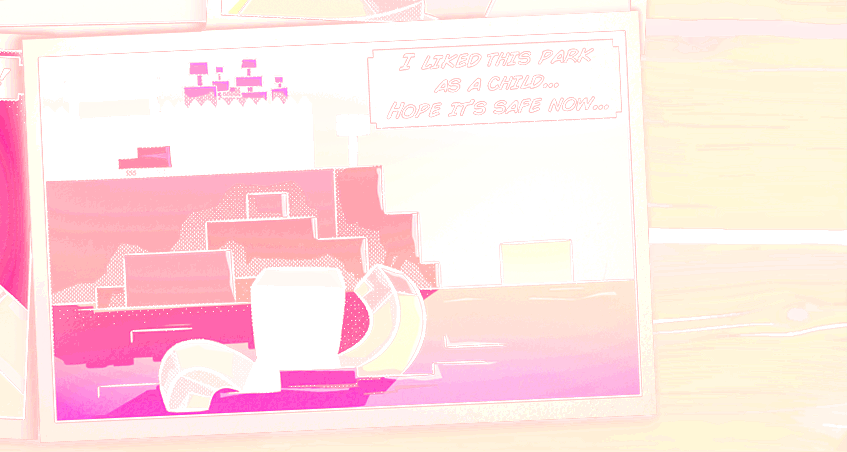 I LIKED THIS PARK
AS A CHILD...
HOPE IT'S SAFE NOW...